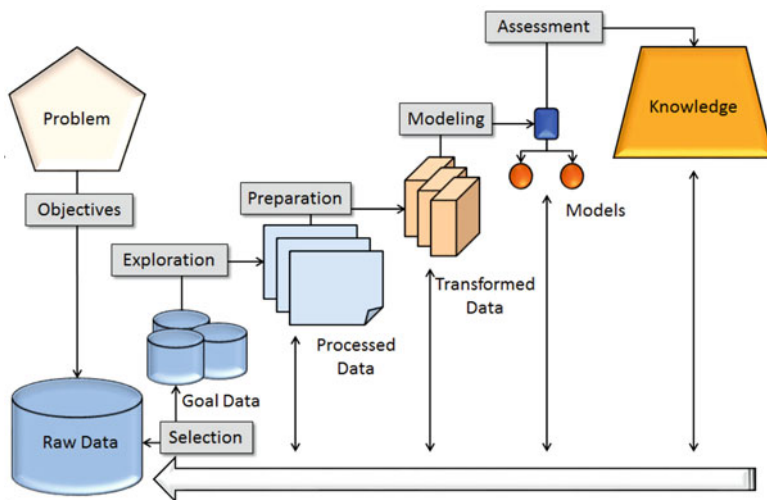 Assessment
Problem
Knowledge
Modeling
Objectives
Preparation
Models
Exploration
Transformed
Data
Processed
Data
Goal Data
Raw Data
Selection